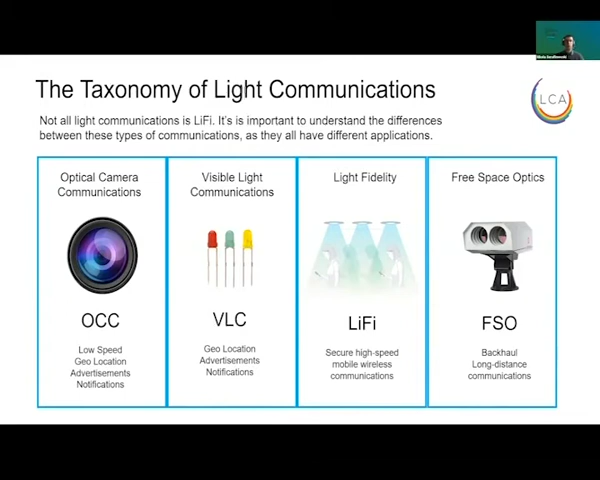 The Taxonomy of Light Communications
Not all light communications is LiFi. It's is important to understand the differences
between these types of communications, as they all have different applications.
LCA
Optical Camera
Communications
OCC
Low Speed
Geo Location
Advertisements
Notifications
Visible Light
Communications
VLC
Geo Location
Advertisements
Notifications
Light Fidelity
LiFi
Secure high-speed
mobile wireless
communications
Free Space Optics
FSO
Backhaul
Long-distance
communications